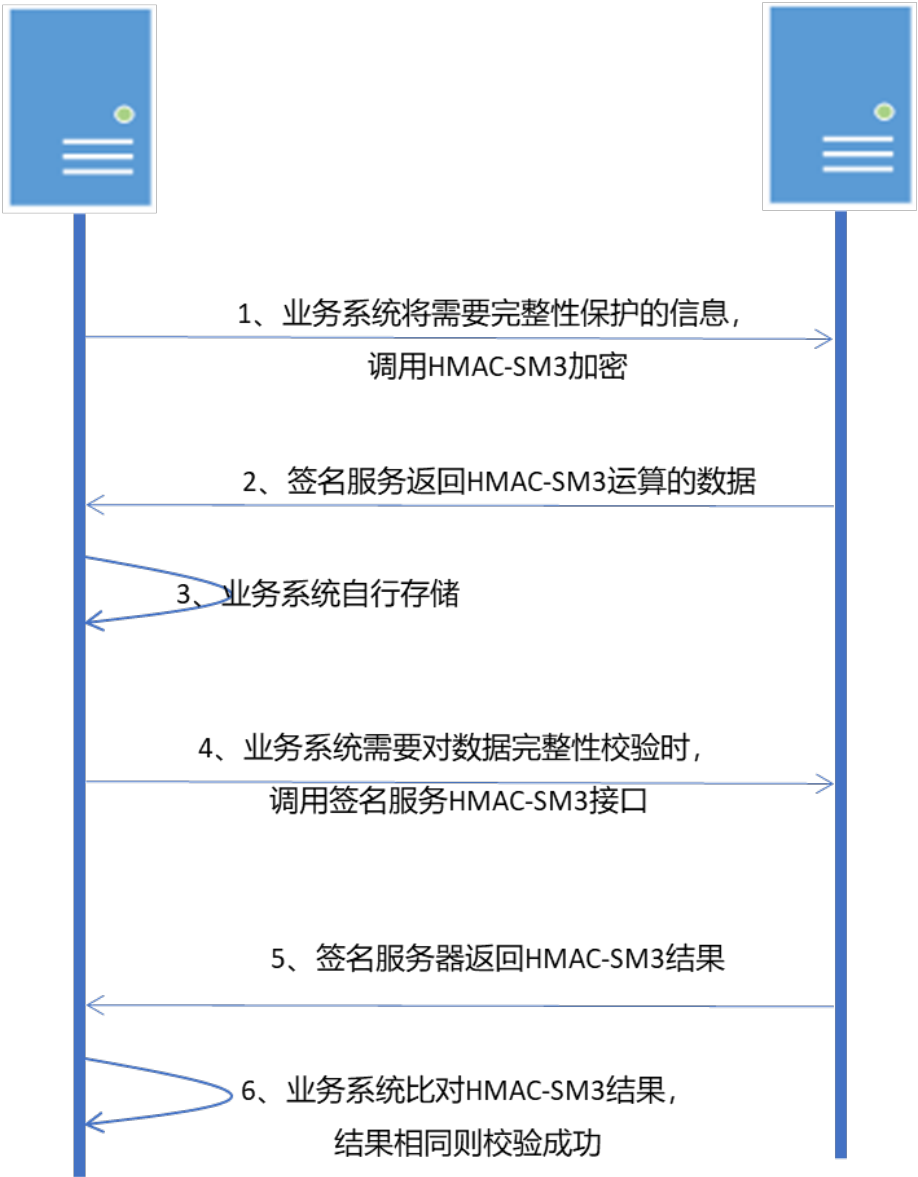 1、业务系统将需要完整性保护的信息，
调用HMAC-SM3加密
2、签名服务返回HMAC-SM3运算的数据
3、业务系统自行存储
4、业务系统需要对数据完整性校验时，
调用签名服务HMAC-SM3接口
5、签名服务器返回HMAC-SM3结果
6、业务系统比对HMAC-SM3结果，
结果相同则校验成功